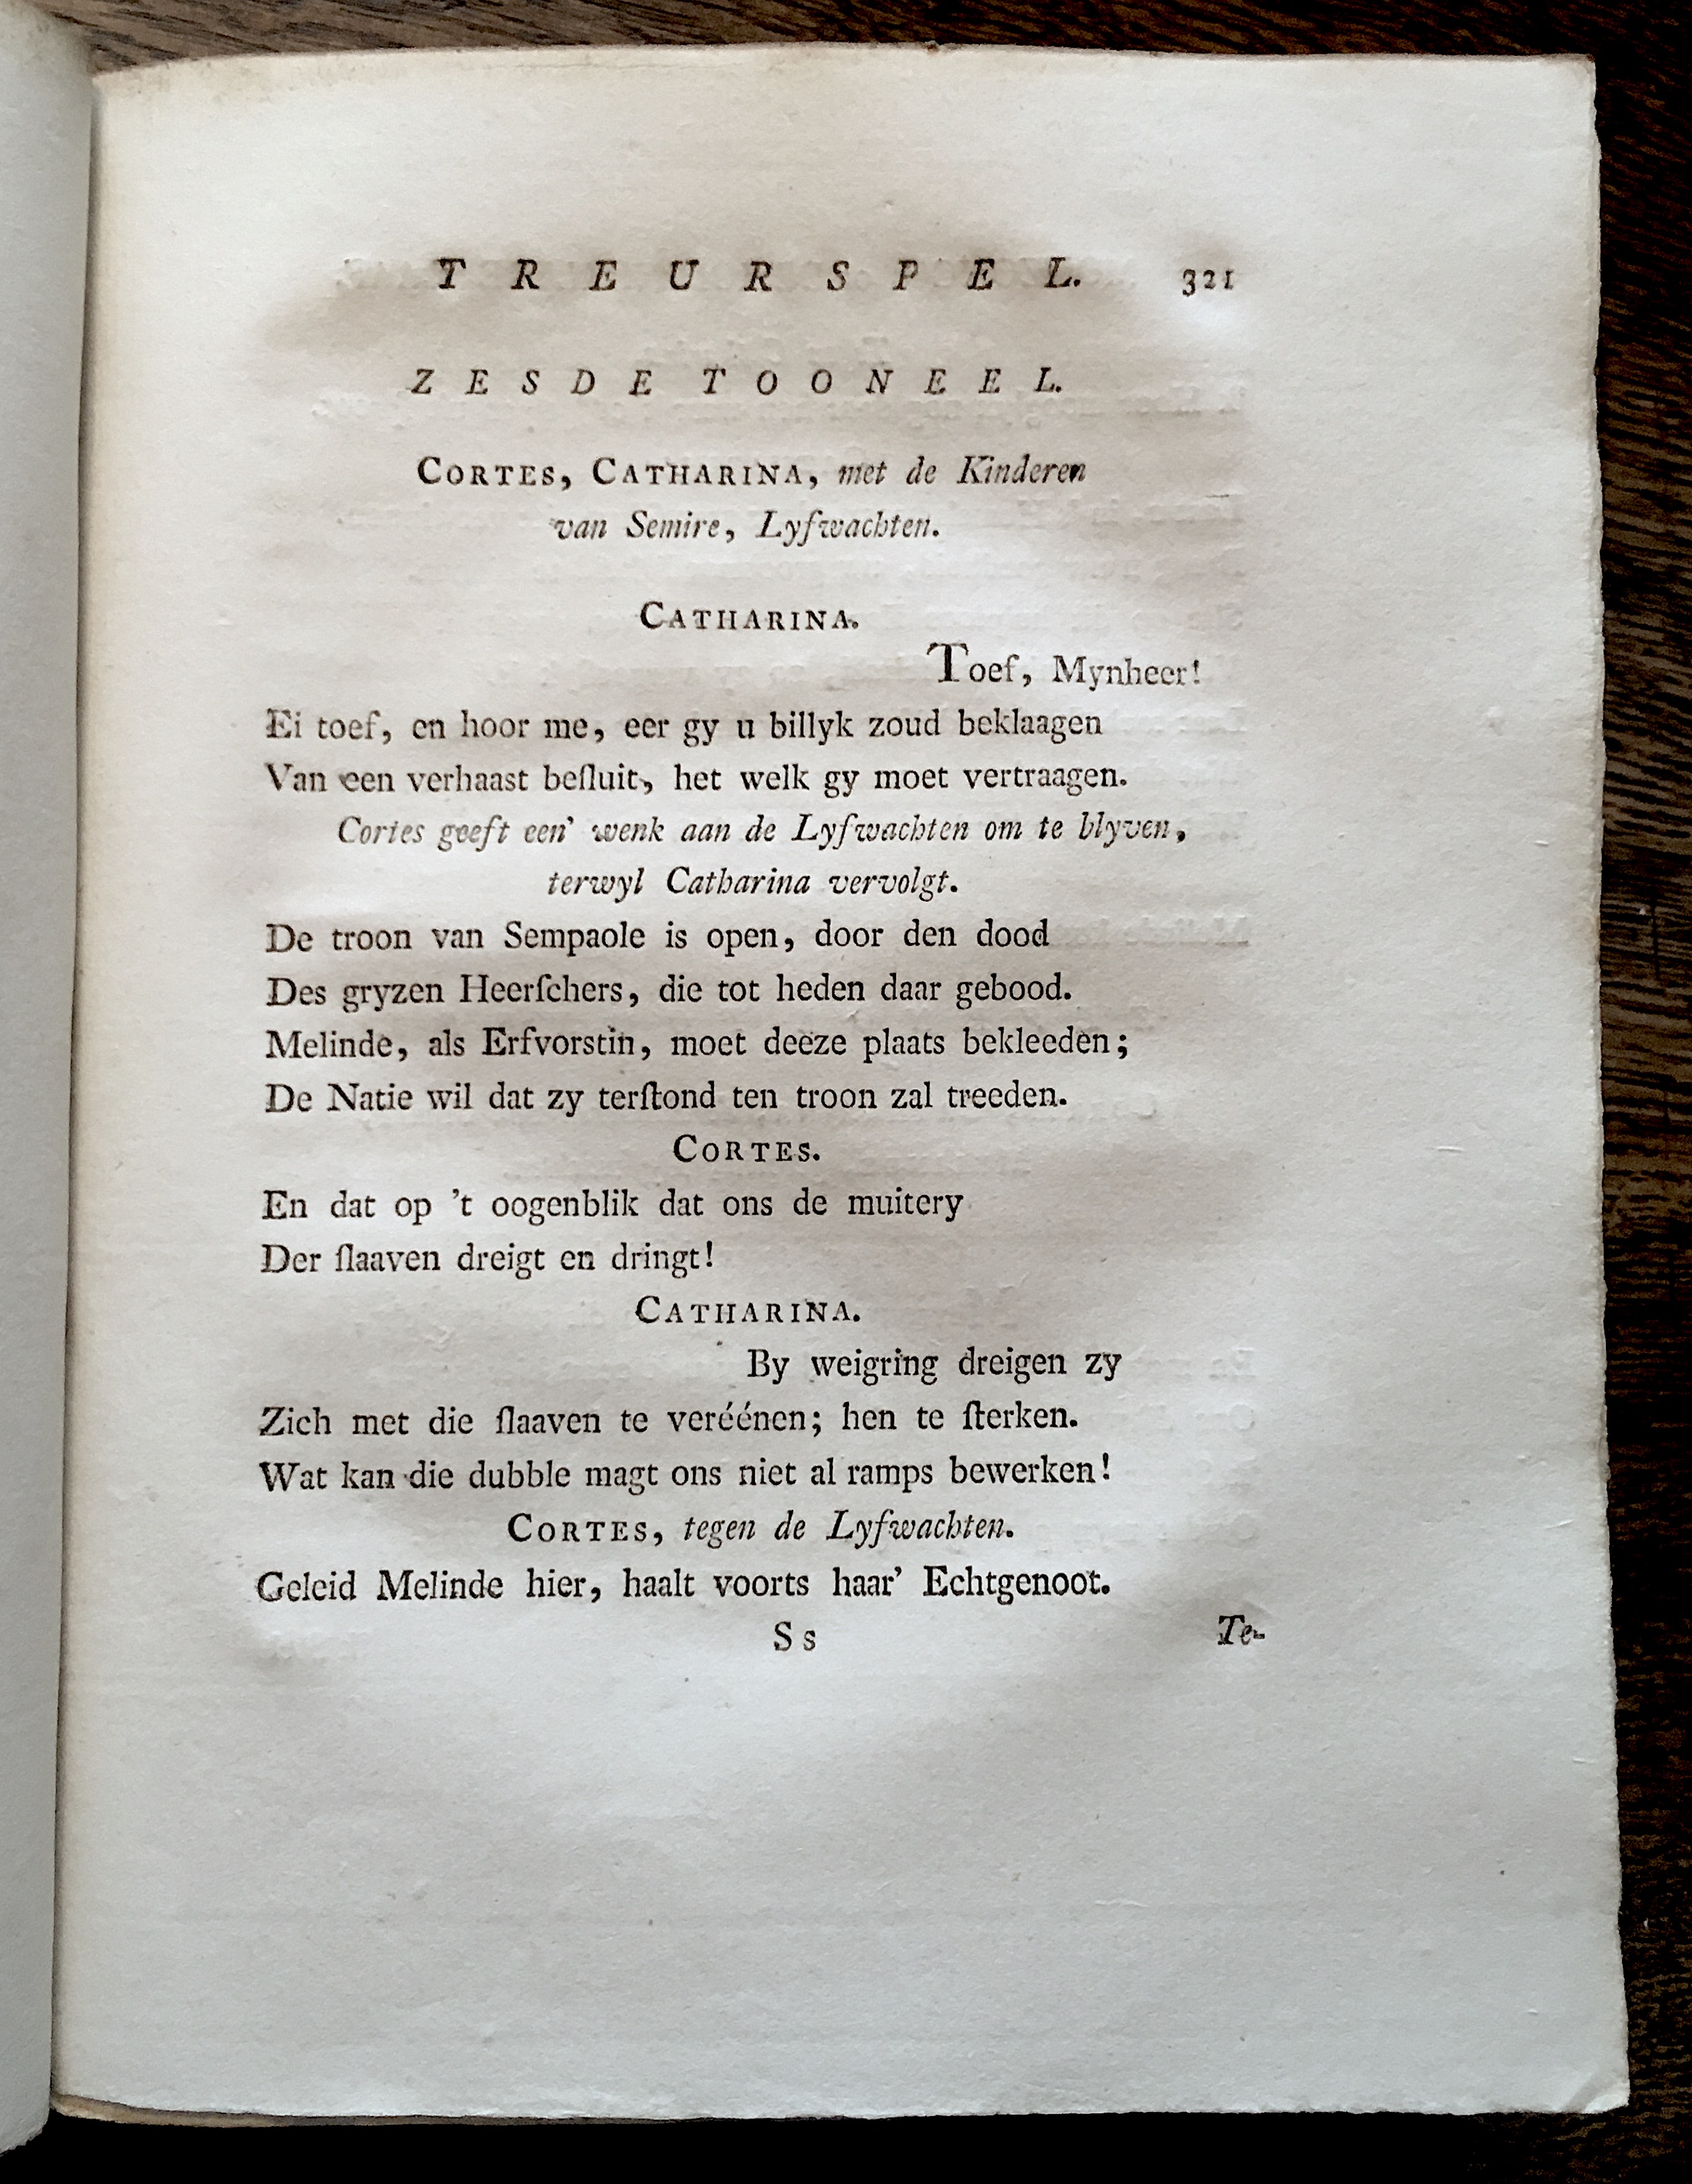 TREURSPEL. 321
ZESDE TOONEEL.
CORTES, CATHARINA, met de Kinderen
van Semire, Lyfwachten.
CATHARINA.
Toef, Mynheer!
Ei toef, en hoor me, eer gy u billyk zoud beklaagen
Van een verhaast beſluit, het welk gy moet vertraagen.
Cortes geeft een' wenk aan de Lyfwachten om te blyven,
terwyl Catharina vervolgt.
De troon van Sempaole is open, door den dood
Des gryzen Heerſchers, die tot heden daar gebood.
Melinde, als Erfvorstin, moet deeze plaats bekleeden;
De Natie wil dat zy terſtond ten troon zal treeden.
CORTES.
En dat op 't oogenblik dat ons de muitery
Der ſlaaven dreigt en dringt!
CATHARINA.
By weigring dreigen zy
Zich met die ſlaaven te veréénen; hen te ſterken.
Wat kan die dubble magt ons niet al ramps bewerken!
CORTES, tegen de Lyfwachten.
Geleid Melinde hier, haalt voorts haar' Echtgenoot.
Ss Te-